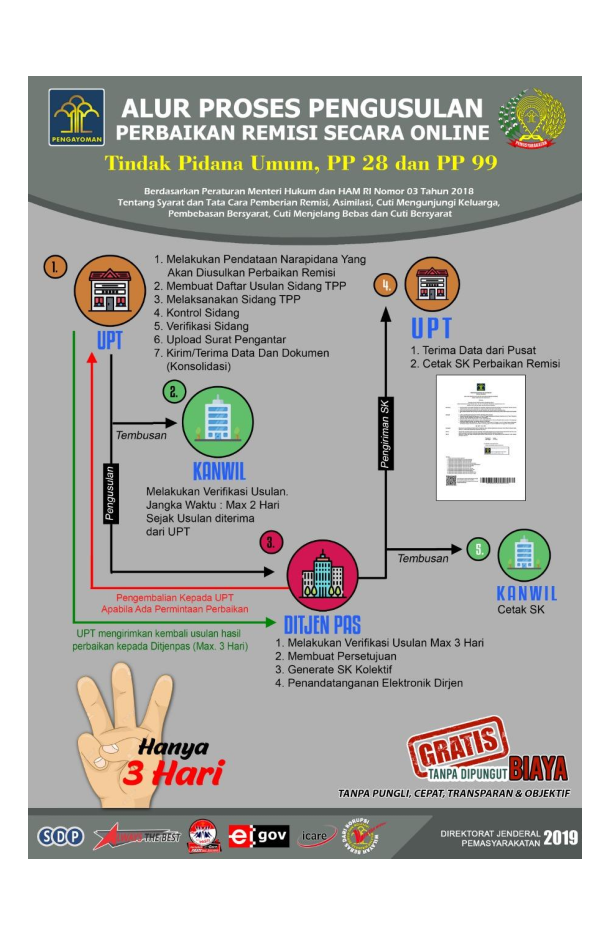 PENGAYOMAN
ALUR PROSES PENGUSULAN
PERBAIKAN REMISI SECARA ONLINE
Tindak Pidana Umum, PP 28 dan PP 99
PEMASYARAKATAN
Berdasarkan Peraturan Menteri Hukum dan HAM RI Nomor 03 Tahun 2018
Tentang Syarat dan Tata Cara Pemberian Remisi, Asimilasi, Cuti Mengunjungi Keluarga,
Pembebasan Bersyarat, Cuti Menjelang Bebas dan Cuti Bersyarat
1.
UPT
1. Melakukan Pendataan Narapidana Yang
Akan Diusulkan Perbaikan Remisi
2. Membuat Daftar Usulan Sidang TPP
3. Melaksanakan Sidang TPP
4. Kontrol Sidang
5. Verifikasi Sidang
6. Upload Surat Pengantar
7. Kirim/Terima Data Dan Dokumen
(Konsolidasi)
4.
UPT
1. Terima Data dari Pusat
2. Cetak SK Perbaikan Remisi
2.
Tembusan
KANWIL
Melakukan Verifikasi Usulan.
Jangka Waktu : Max 2 Hari
Sejak Usulan diterima
dari UPT
Pengusulan
Pengiriman SK
3.
Tembusan
5.
KANWIL
Cetak SK
Pengembalian Kepada UPT
Apabila Ada Permintaan Perbaikan
UPT mengirimkan kembali usulan hasil
perbaikan kepada Ditjenpas (Max. 3 Hari)
DITJEN PAS
1. Melakukan Verifikasi Usulan Max 3 Hari
2. Membuat Persetujuan
3. Generate SK Kolektif
4. Penandatanganan Elektronik Dirjen
Hanya
3 Hari
GRATIS
TANPA DIPUNGUT BIAYA
TANPA PUNGLI, CEPAT, TRANSPARAN & OBJEKTIF
SDP
THE BEST
e-gov
icare
DIREKTORAT JENDERAL
PEMASYARAKATAN
2019